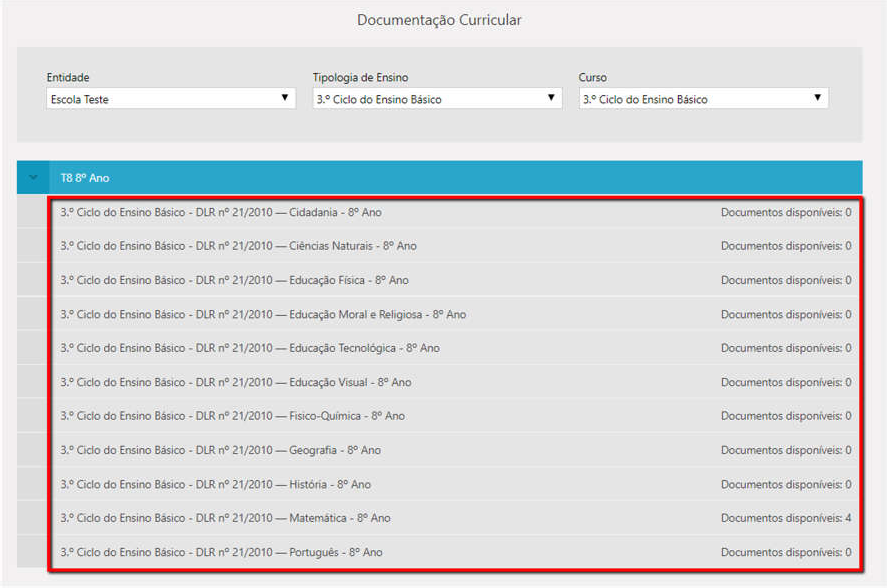 Documentação Curricular
Entidade Tipologia de Ensino Curso
Escola Teste 3.º Ciclo do Ensino Básico 3.º Ciclo do Ensino Básico
T8 8º Ano
3.º Ciclo do Ensino Básico - DLR nº 21/2010 — Cidadania - 8º Ano Documentos disponíveis: 0
3.º Ciclo do Ensino Básico - DLR nº 21/2010 — Ciências Naturais - 8º Ano Documentos disponíveis: 0
3.º Ciclo do Ensino Básico - DLR nº 21/2010 — Educação Física - 8º Ano Documentos disponíveis: 0
3.º Ciclo do Ensino Básico - DLR nº 21/2010 — Educação Moral e Religiosa - 8º Ano Documentos disponíveis: 0
3.º Ciclo do Ensino Básico - DLR nº 21/2010 — Educação Tecnológica - 8º Ano Documentos disponíveis: 0
3.º Ciclo do Ensino Básico - DLR nº 21/2010 — Educação Visual - 8º Ano Documentos disponíveis: 0
3.º Ciclo do Ensino Básico - DLR nº 21/2010 — Fisico-Química - 8º Ano Documentos disponíveis: 0
3.º Ciclo do Ensino Básico - DLR nº 21/2010 — Geografia - 8º Ano Documentos disponíveis: 0
3.º Ciclo do Ensino Básico - DLR nº 21/2010 — História - 8º Ano Documentos disponíveis: 0
3.º Ciclo do Ensino Básico - DLR nº 21/2010 — Matemática - 8º Ano Documentos disponíveis: 4
3.º Ciclo do Ensino Básico - DLR nº 21/2010 — Português - 8º Ano Documentos disponíveis: 0